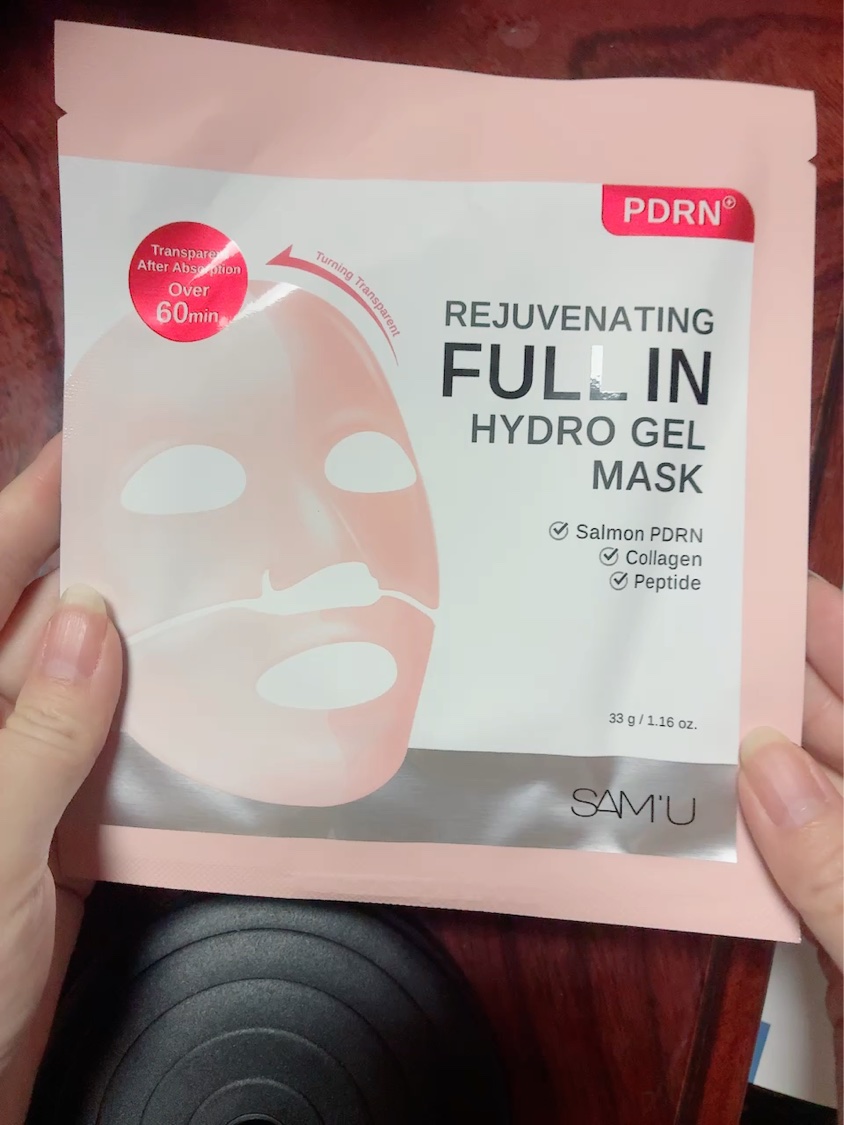 PDRN
Transparent
After Absorption
Over
60min
Turning Transparent
REJUVENATING
FULL IN
HYDRO GEL
MASK
Salmon PDRN
Collagen
Peptide
33 g / 1.16 oz.
SAM'U